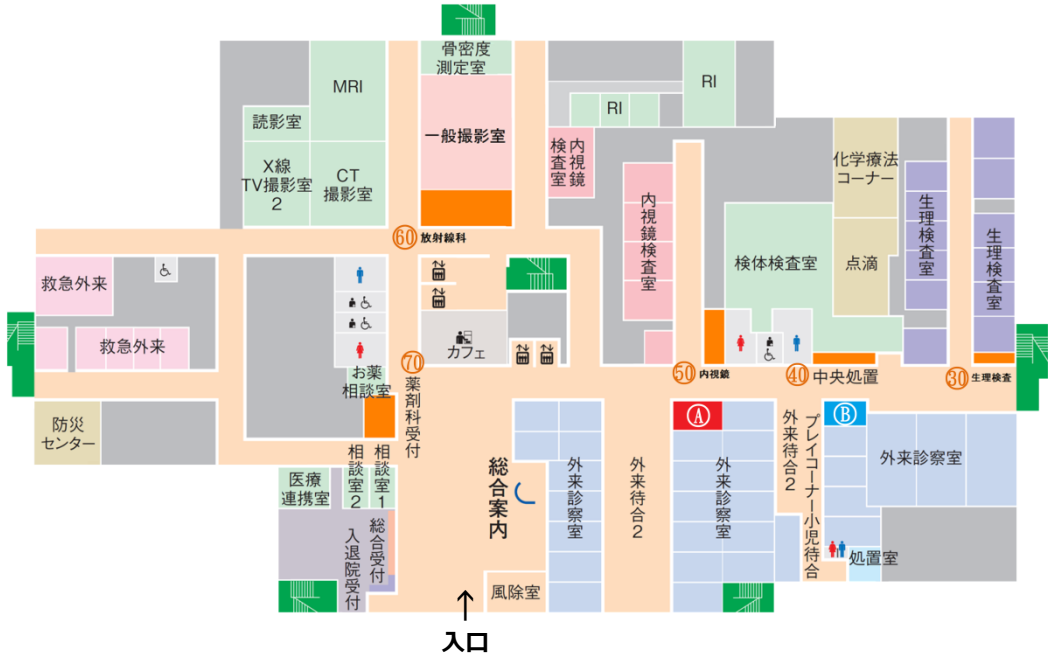 骨密度
測定室
MRI
RI
RI
読影室
一般撮影室
内視鏡
検査室
化学療法
コーナー
X線
TV撮影室
2
CT
撮影室
内視鏡検査室
生理検査室
生理検査室
60 放射線科
検体検査室
点滴
救急外来
救急外来
カフェ
70
薬剤科受付
お薬
相談室
50 内視鏡
40 中央処置
30 生理検査
防災
センター
A
B
外来待合2
プレイコーナー小児待合
相談室1
相談室2
総合案内
外来診察室
外来待合2
外来診察室
外来診察室
医療
連携室
総合受付
入退院受付
処置室
風除室
入口